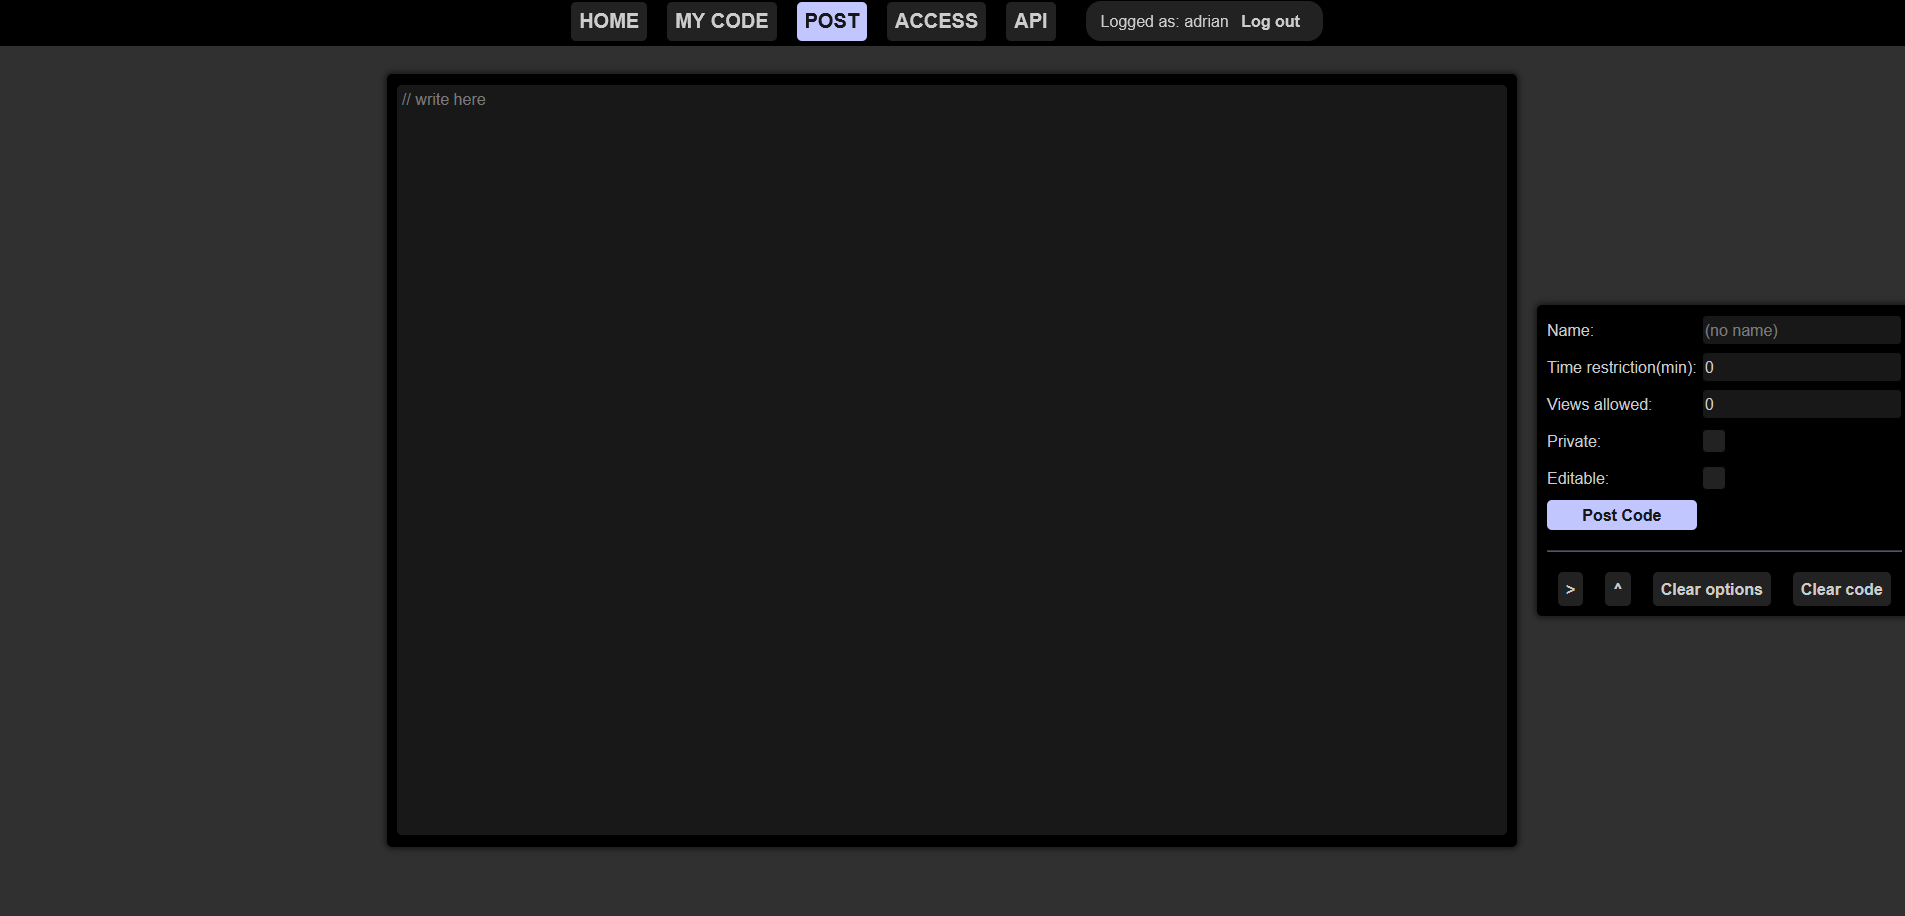 HOME MY CODE POST ACCESS API Logged as: adrian Log out
// write here
Name: (no name)
Time restriction(min): 0
Views allowed: 0
Private:
Editable:
Post Code
> ^ Clear options Clear code